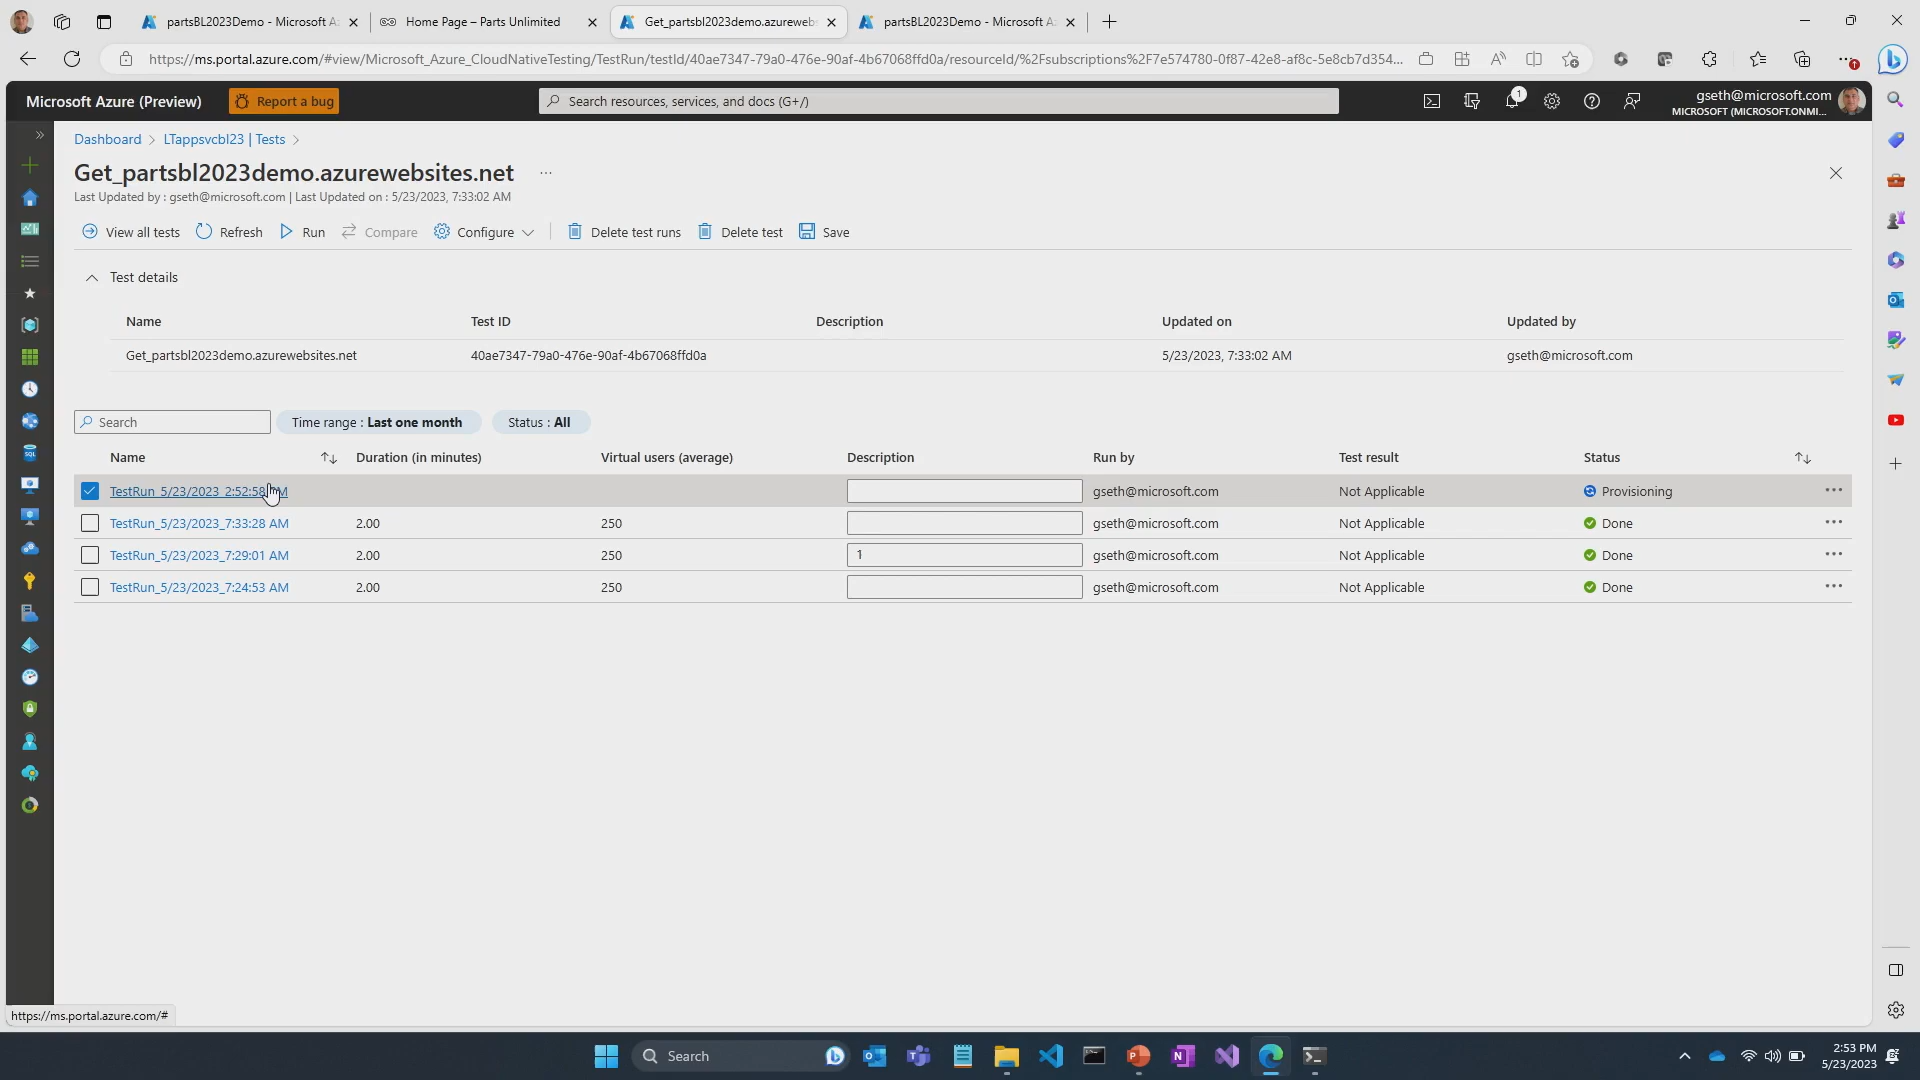 partsBL2023Demo - Microsoft A
Home Page – Parts Unlimited
Get_partsbl2023demo.azurewebs
partsBL2023Demo - Microsoft A
https://ms.portal.azure.com/#view/Microsoft_Azure_CloudNativeTesting/TestRun/testId/40ae7347-79a0-476e-90af-4b67068ffd0a/resourceId/%2Fsubscriptions%2F7e574780-0f87-42e8-af8c-5e8cb7d354...
Microsoft Azure (Preview)
Report a bug
Search resources, services, and docs (G+/)
1
gseth@microsoft.com
MICROSOFT (MICROSOFT.ONMI...
Dashboard > LTappsvcbl23 | Tests >
Get_partsbl2023demo.azurewebsites.net ...
Last Updated by : gseth@microsoft.com | Last Updated on : 5/23/2023, 7:33:02 AM
View all tests Refresh Run Compare Configure Delete test runs Delete test Save
Test details
Name Test ID Description Updated on Updated by
Get_partsbl2023demo.azurewebsites.net 40ae7347-79a0-476e-90af-4b67068ffd0a 5/23/2023, 7:33:02 AM gseth@microsoft.com
Search Time range : Last one month Status : All
Name Duration (in minutes) Virtual users (average) Description Run by Test result Status
TestRun_5/23/2023_2:52:58 M gseth@microsoft.com Not Applicable Provisioning ...
TestRun_5/23/2023_7:33:28 AM 2.00 250 gseth@microsoft.com Not Applicable Done ...
TestRun_5/23/2023_7:29:01 AM 2.00 250 1 gseth@microsoft.com Not Applicable Done ...
TestRun_5/23/2023_7:24:53 AM 2.00 250 gseth@microsoft.com Not Applicable Done ...
https://ms.portal.azure.com/#
Search
2:53 PM
5/23/2023